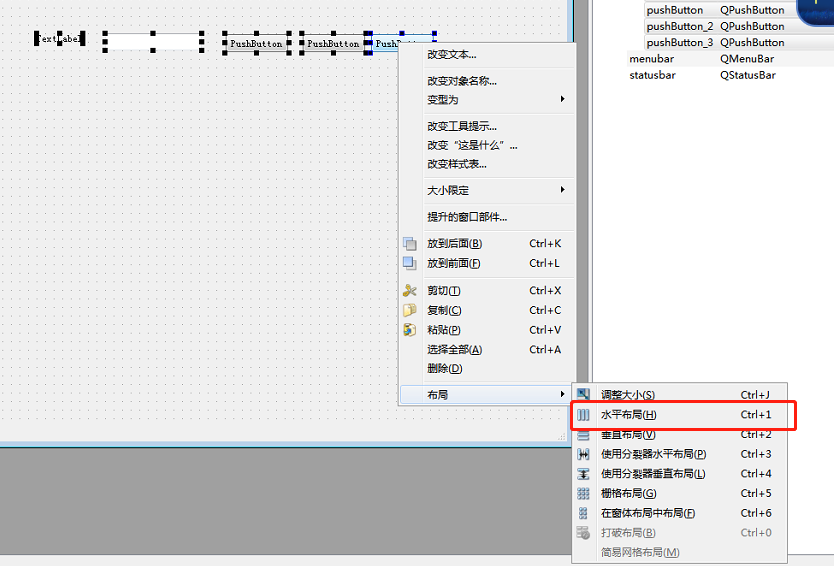 pushButton QPushButton
pushButton_2 QPushButton
pushButton_3 QPushButton
menubar QMenuBar
statusbar QStatusBar
TextLabel PushButton PushButton
改变文本...
改变对象名称...
变型为
改变工具提示...
改变“这是什么”...
改变样式表...
大小限定
提升的窗口部件...
放到后面(B) Ctrl+K
放到前面(F) Ctrl+L
剪切(T) Ctrl+X
复制(C) Ctrl+C
粘贴(P) Ctrl+V
选择全部(A) Ctrl+A
删除(D)
布局
调整大小(S) Ctrl+J
水平布局(H) Ctrl+1
垂直布局(V) Ctrl+2
使用分裂器水平布局(P) Ctrl+3
使用分裂器垂直布局(L) Ctrl+4
栅格布局(G) Ctrl+5
在窗体布局中布局(F) Ctrl+6
打破布局(B) Ctrl+0
简易网格布局(M)